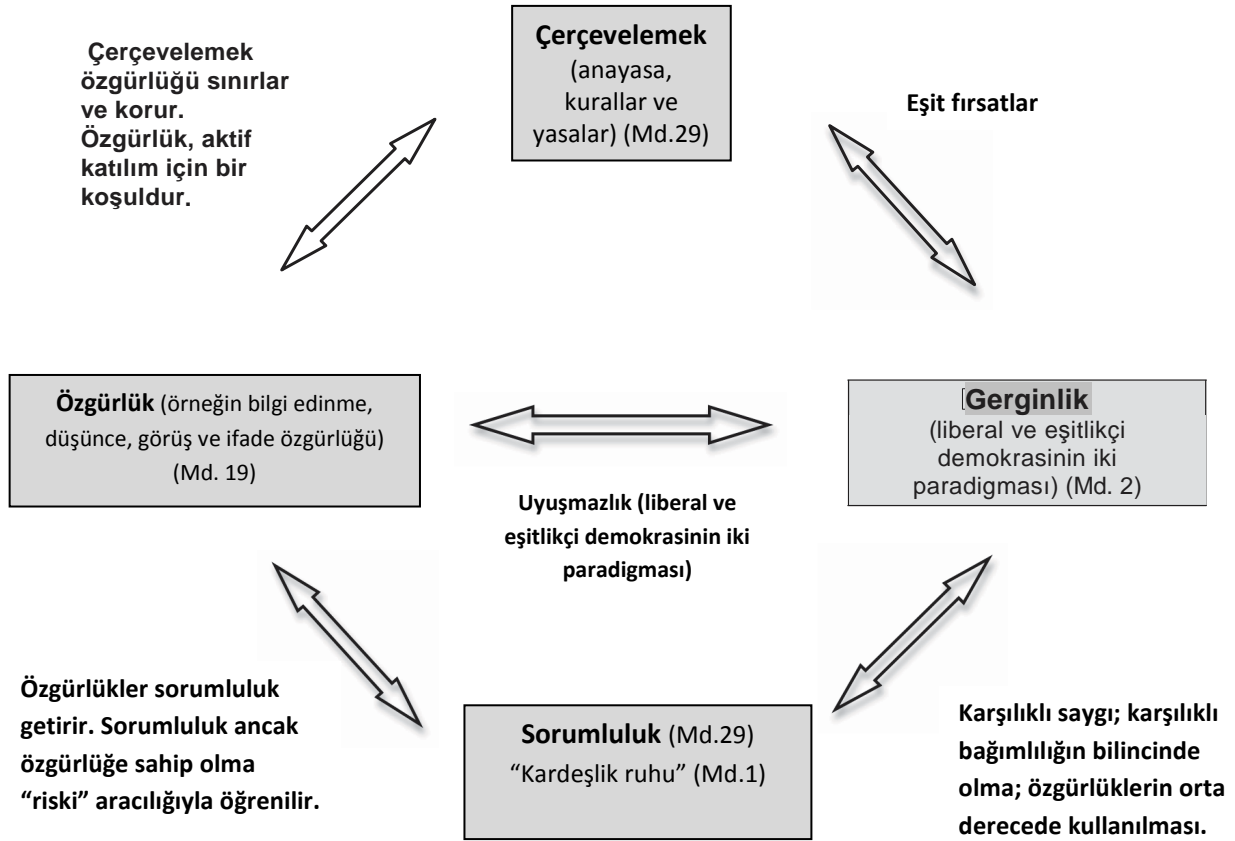 Çerçevelemek
özgürlüğü sınırlar
ve korur.
Özgürlük, aktif
katılım için bir
koşuldur.
Çerçevelemek
(anayasa,
kurallar ve
yasalar) (Md.29)
Eşit fırsatlar
Özgürlük (örneğin bilgi edinme,
düşünce, görüş ve ifade özgürlüğü)
(Md. 19)
Gerginlik
(liberal ve eşitlikçi
demokrasinin iki
paradigması) (Md. 2)
Uyuşmazlık (liberal ve
eşitlikçi demokrasinin iki
paradigması)
Özgürlükler sorumluluk
getirir. Sorumluluk ancak
özgürlüğe sahip olma
“riski” aracılığıyla öğrenilir.
Sorumluluk (Md.29)
“Kardeşlik ruhu” (Md.1)
Karşılıklı saygı; karşılıklı
bağımlılığın bilincinde
olma; özgürlüklerin orta
derecede kullanılması.